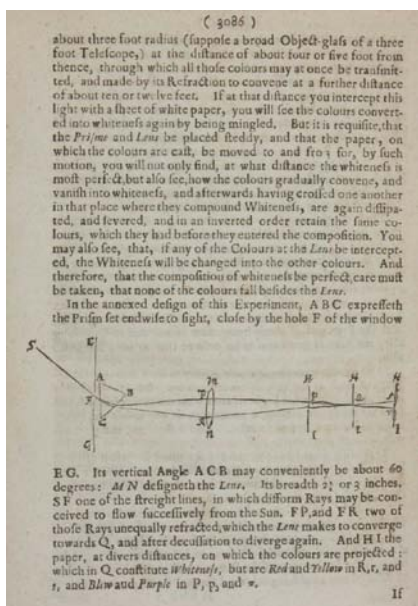 ( 3086 )
about three foot radius (ſuppoſe a broad Object-glaſs of a three
foot Teleſcope,) at the diſtance of about four or five foot from
thence, through which all thoſe colours may at once be tranſmit-
ted, and made by its Refraction to convene at a further diſtance
of about ten or twelve feet. If at that diſtance you intercept this
light with a ſheet of white paper, you will ſee the colours convert-
ed into whiteneſs again by being mingled. But it is requiſite, that
the Priſme and Lens be placed ſteddy, and that the paper, on
which the colours are caſt, be moved to and fro; for, by ſuch
motion, you will not only find, at what diſtance the whiteneſs is
moſt perfect, but alſo ſee, how the colours gradually convene, and
vaniſh into whiteneſs, and afterwards having croſſed one another
in that place where they compound Whiteneſs, are again diſſipa-
ted, and ſevered, and in an inverted order retain the ſame co-
lours, which they had before they entered the compoſition. You
may alſo ſee, that, if any of the Colours at the Lens be intercept-
ed, the Whiteneſs will be changed into the other colours. And
therefore, that the compoſition of whiteneſs be perfect, care muſt
be taken, that none of the colours fall beſides the Lens.
In the annexed deſign of this Experiment, A B C expreſſeth
the Priſm ſet endwiſe to ſight, cloſe by the hole F of the window
S
E
A
F
B
C
G
P
R
m
n
H
p
I
H
Q
I
H
I
E G. Its vertical Angle A C B may conveniently be about 60
degrees: M N deſigneth the Lens. Its breadth 2½ or 3 inches.
S F one of the ſtreight lines, in which difform Rays may be con-
ceived to flow ſucceſſively from the Sun. F P, and F R two of
thoſe Rays unequally refracted, which the Lens makes to converge
towards Q, and after decuſſation to diverge again. And H I the
paper, at divers diſtances, on which the colours are projected:
which in Q conſtitute Whiteneſs, but are Red and Yellow in R, r, and
ꝛ, and Blew and Purple in P, p, and π.
If